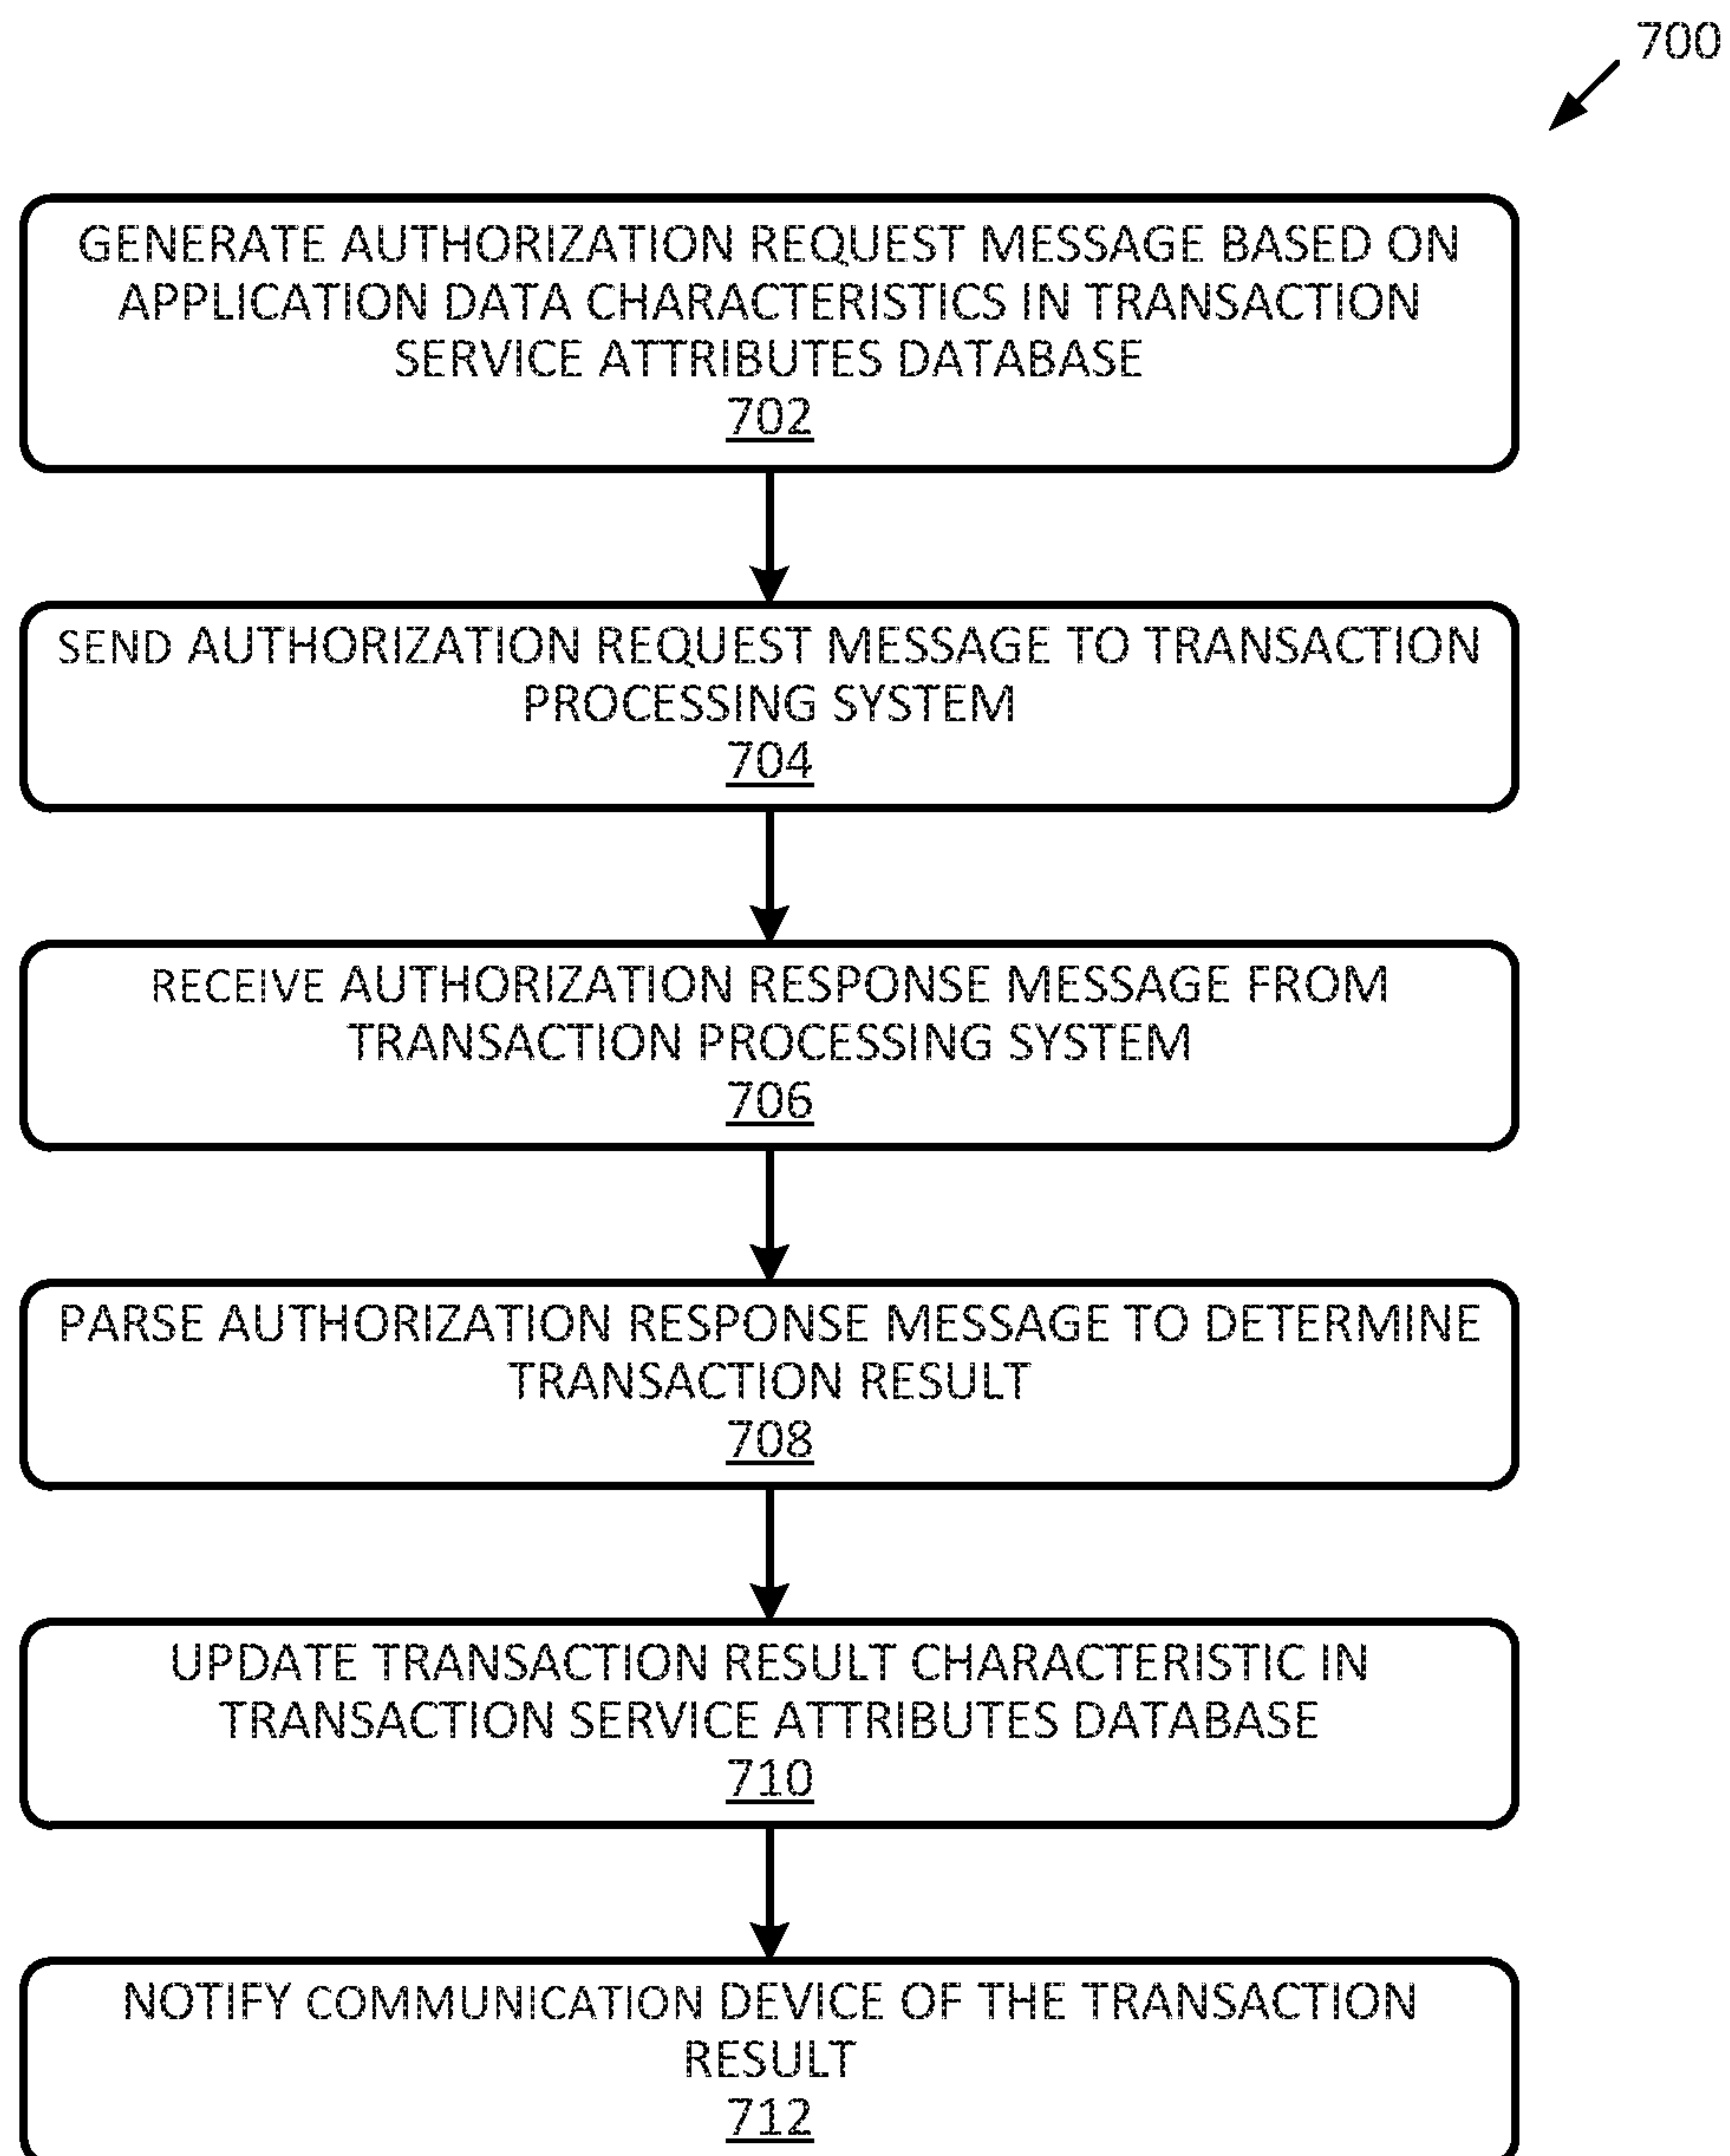 700
GENERATE AUTHORIZATION REQUEST MESSAGE BASED ON
APPLICATION DATA CHARACTERISTICS IN TRANSACTION
SERVICE ATTRIBUTES DATABASE
702
SEND AUTHORIZATION REQUEST MESSAGE TO TRANSACTION
PROCESSING SYSTEM
704
RECEIVE AUTHORIZATION RESPONSE MESSAGE FROM
TRANSACTION PROCESSING SYSTEM
706
PARSE AUTHORIZATION RESPONSE MESSAGE TO DETERMINE
TRANSACTION RESULT
708
UPDATE TRANSACTION RESULT CHARACTERISTIC IN
TRANSACTION SERVICE ATTRIBUTES DATABASE
710
NOTIFY COMMUNICATION DEVICE OF THE TRANSACTION
RESULT
712